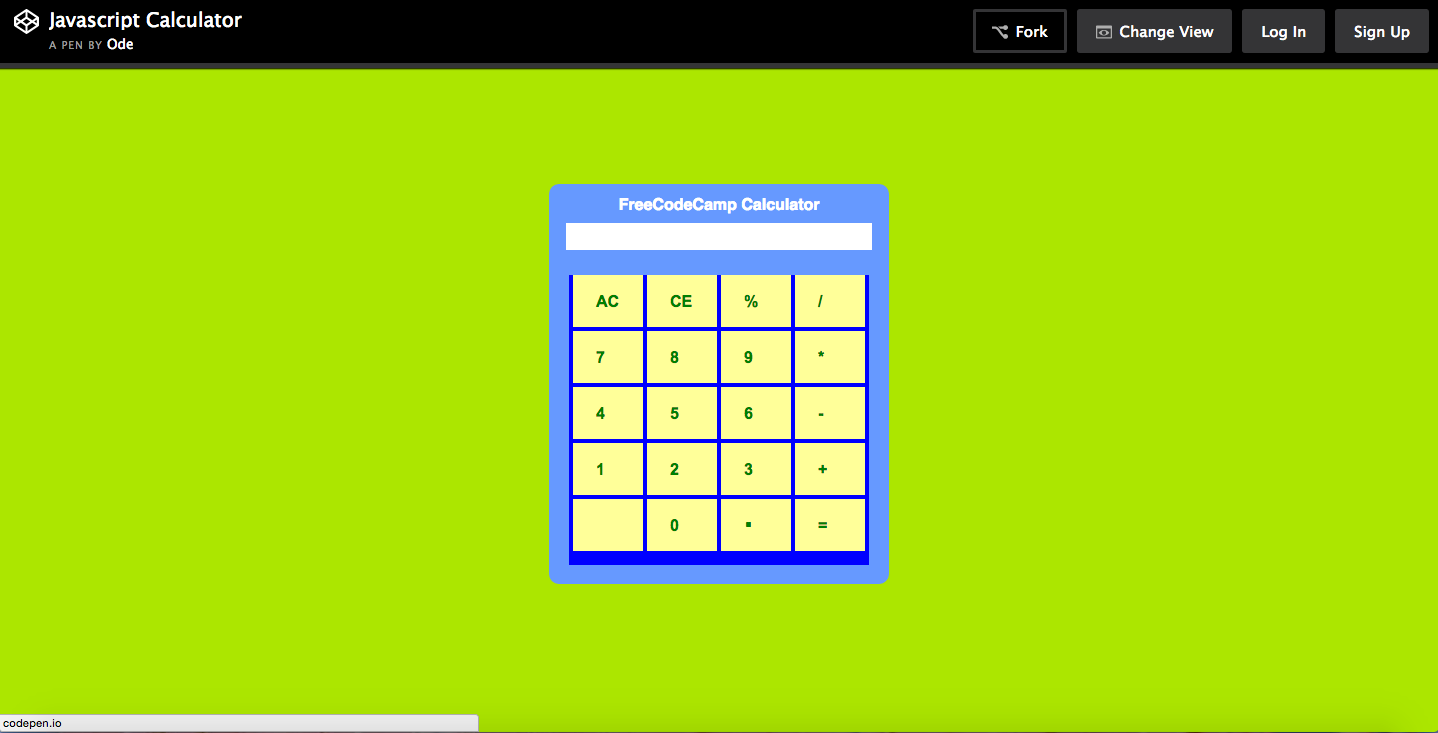 Javascript Calculator
A PEN BY Ode
Fork
Change View
Log In
Sign Up
FreeCodeCamp Calculator
AC CE % /
7 8 9 *
4 5 6 -
1 2 3 +
0 . =
codepen.io